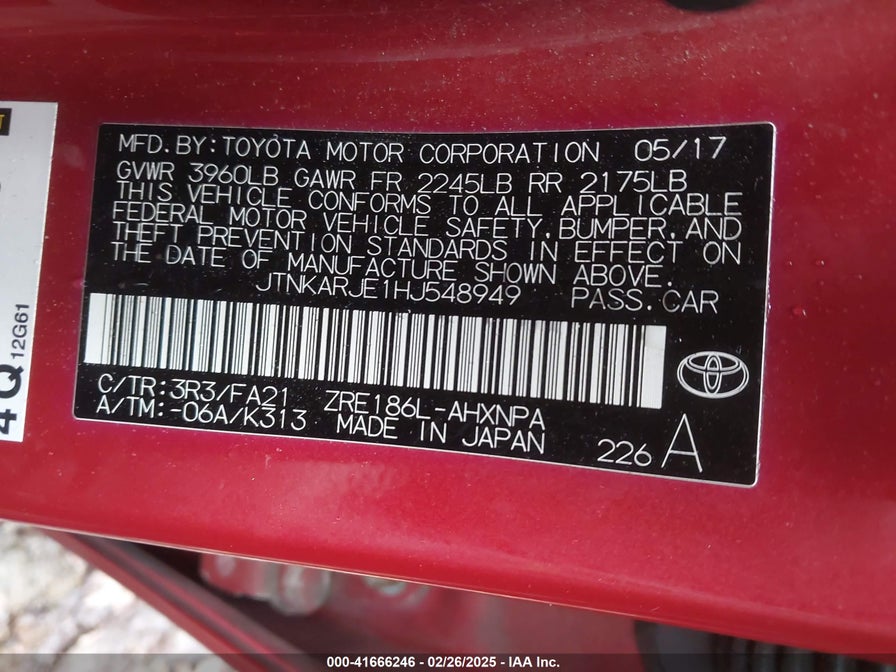 MFD.BY:TOYOTA MOTOR CORPORATION 05/17
GVWR 3960LB GAWR FR 2245LB RR 2175LB
THIS VEHICLE CONFORMS TO ALL APPLICABLE
FEDERAL MOTOR VEHICLE SAFETY,BUMPER,AND
THEFT PREVENTION STANDARDS IN EFFECT ON
THE DATE OF MANUFACTURE SHOWN ABOVE.
JTNKARJE1HJ548949 PASS.CAR
C/TR:3R3/FA21 ZRE186L-AHXNPA
A/TM:-06A/K313 MADE IN JAPAN
226 A
4Q 12G61
000-41666246 - 02/26/2025 - IAA Inc.